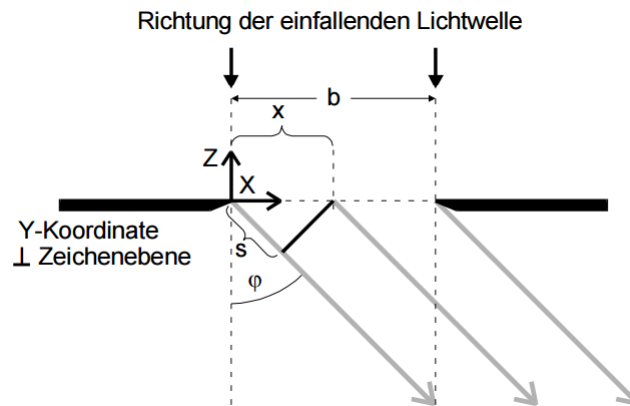 Richtung der einfallenden Lichtwelle
b
x
Z
X
Y-Koordinate
⊥ Zeichenebene
s
φ